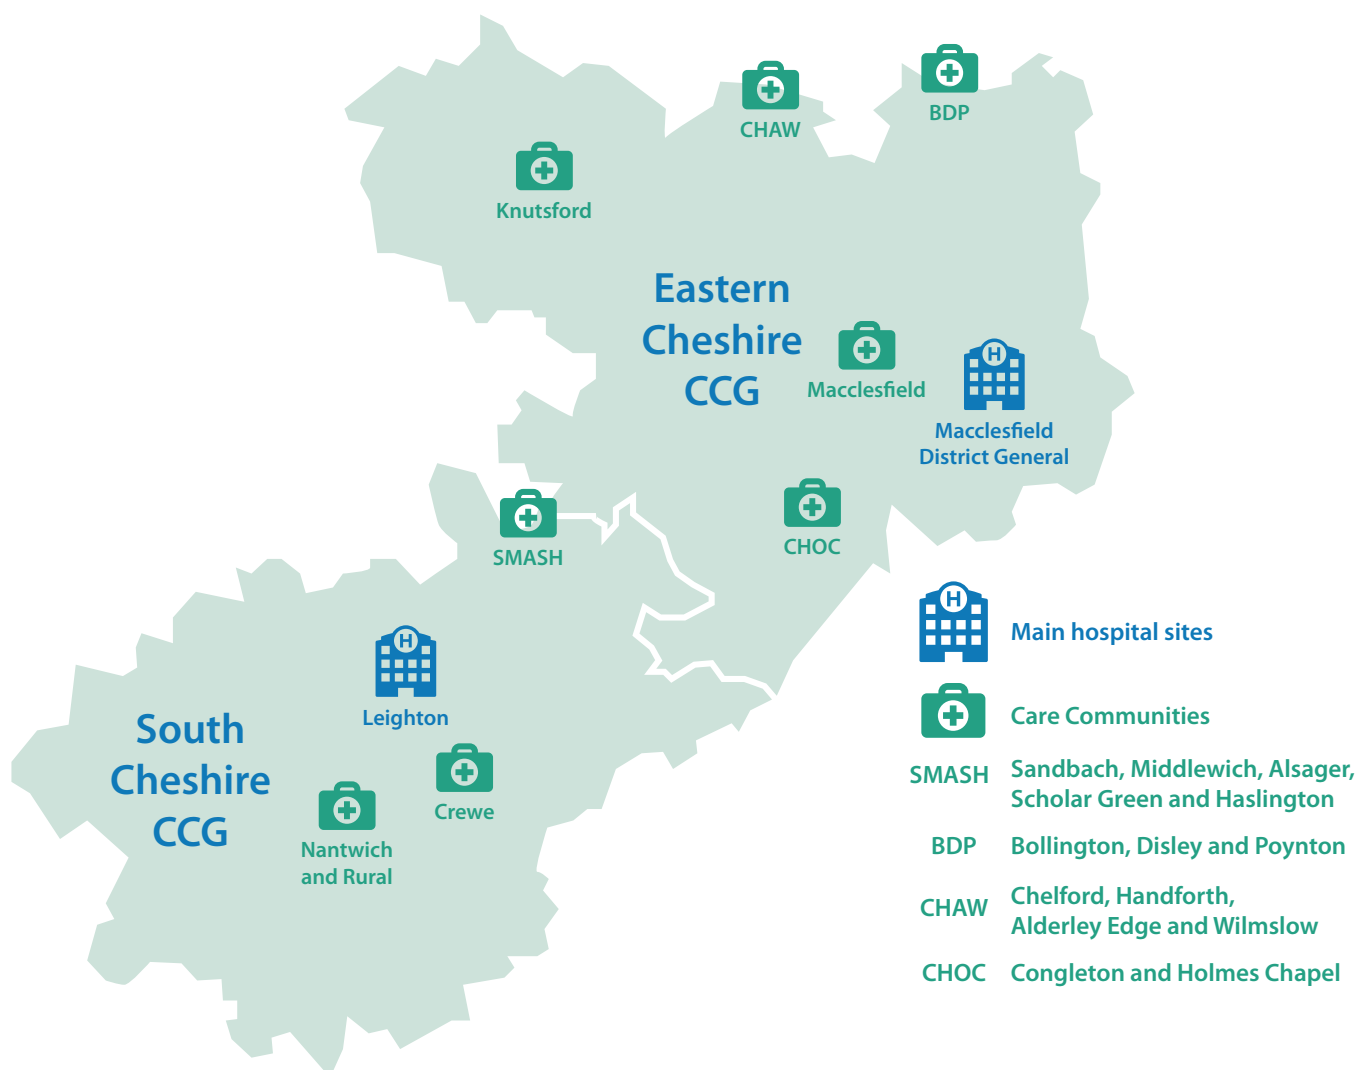 BDP
CHAW
Knutsford
Eastern
Cheshire
CCG
H
Macclesfield
Macclesfield
District General
SMASH
CHOC
H
Leighton
South
Cheshire
CCG
Crewe
Nantwich
and Rural
H
Main hospital sites
Care Communities
SMASH Sandbach, Middlewich, Alsager,
Scholar Green and Haslington
BDP Bollington, Disley and Poynton
CHAW Chelford, Handforth,
Alderley Edge and Wilmslow
CHOC Congleton and Holmes Chapel